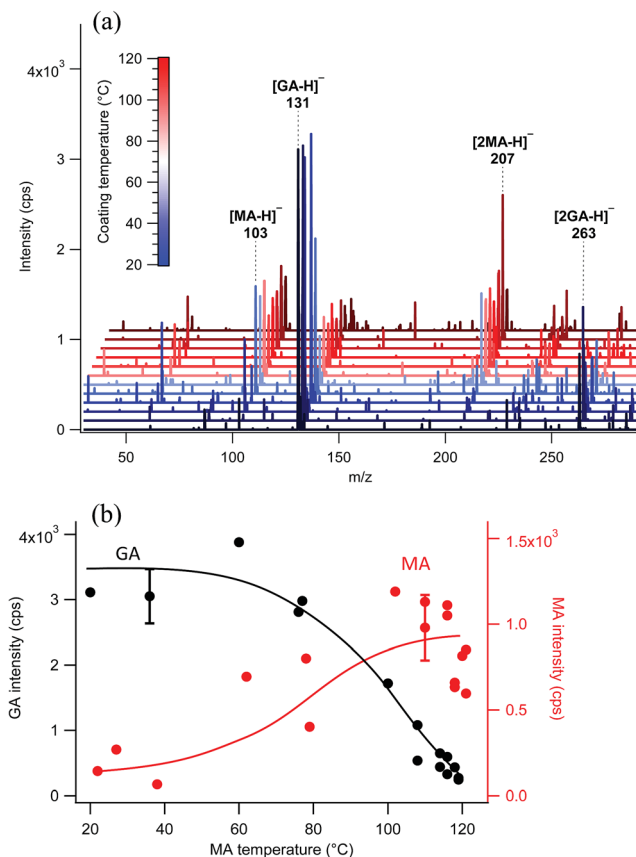 (a)
4x10³
3
2
1
0
Intensity (cps)
Coating temperature (°C)
120
100
80
60
40
20
[GA-H]⁻
131
[MA-H]⁻
103
[2MA-H]⁻
207
[2GA-H]⁻
263
50
100
150
200
250
m/z
(b)
4x10³
3
2
1
0
GA intensity (cps)
GA
MA
1.5x10³
1.0
0.5
0.0
MA intensity (cps)
20
40
60
80
100
120
MA temperature (°C)